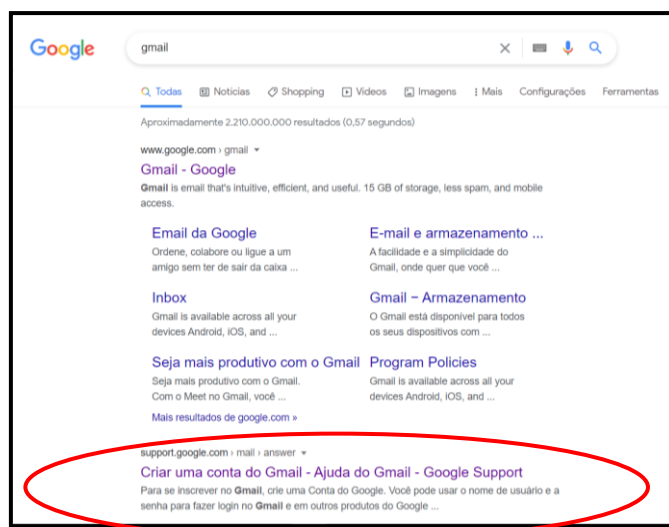 Google
gmail
Todas Notícias Shopping Vídeos Imagens Mais Configurações Ferramentas
Aproximadamente 2.210.000.000 resultados (0,57 segundos)
www.google.com › gmail
Gmail - Google
Gmail is email that's intuitive, efficient, and useful. 15 GB of storage, less spam, and mobile
access.
Email da Google
Ordene, colabore ou ligue a um
amigo sem ter de sair da caixa ...
E-mail e armazenamento ...
A facilidade e a simplicidade do
Gmail, onde quer que você ...
Inbox
Gmail is available across all your
devices Android, iOS, and ...
Gmail – Armazenamento
O Gmail está disponível para todos
os seus dispositivos com ...
Seja mais produtivo com o Gmail
Seja mais produtivo com o Gmail.
Com o Meet no Gmail, você ...
Program Policies
Gmail is available across all your
devices Android, iOS, and ...
Mais resultados de google.com »
support.google.com › mail › answer
Criar uma conta do Gmail - Ajuda do Gmail - Google Support
Para se inscrever no Gmail, crie uma Conta do Google. Você pode usar o nome de usuário e a
senha para fazer login no Gmail e em outros produtos do Google ...